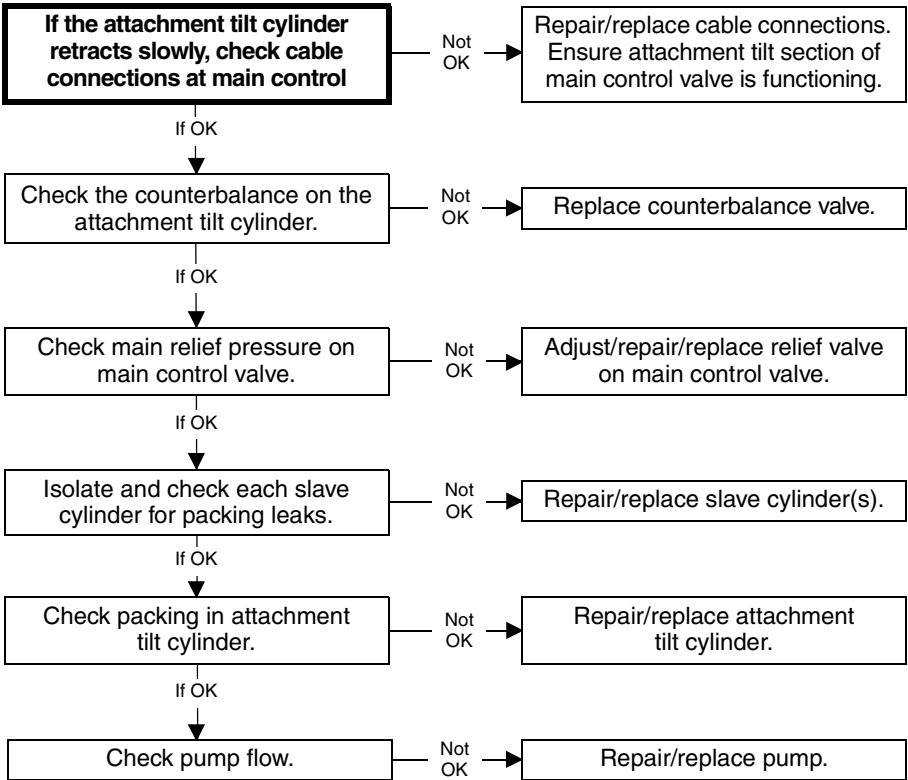 If the attachment tilt cylinder
retracts slowly, check cable
connections at main control
Not
OK
Repair/replace cable connections.
Ensure attachment tilt section of
main control valve is functioning.
If OK
Check the counterbalance on the
attachment tilt cylinder.
Not
OK
Replace counterbalance valve.
If OK
Check main relief pressure on
main control valve.
Not
OK
Adjust/repair/replace relief valve
on main control valve.
If OK
Isolate and check each slave
cylinder for packing leaks.
Not
OK
Repair/replace slave cylinder(s).
If OK
Check packing in attachment
tilt cylinder.
Not
OK
Repair/replace attachment
tilt cylinder.
If OK
Check pump flow.
Not
OK
Repair/replace pump.